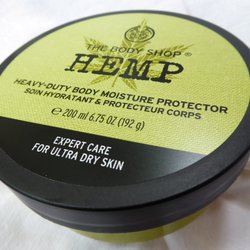 THE BODY SHOP®
HEMP
HEAVY-DUTY BODY MOISTURE PROTECTOR
SOIN HYDRATANT & PROTECTEUR CORPS
℮ 200 ml 6.75 OZ (192 g)
EXPERT CARE
FOR ULTRA DRY SKIN